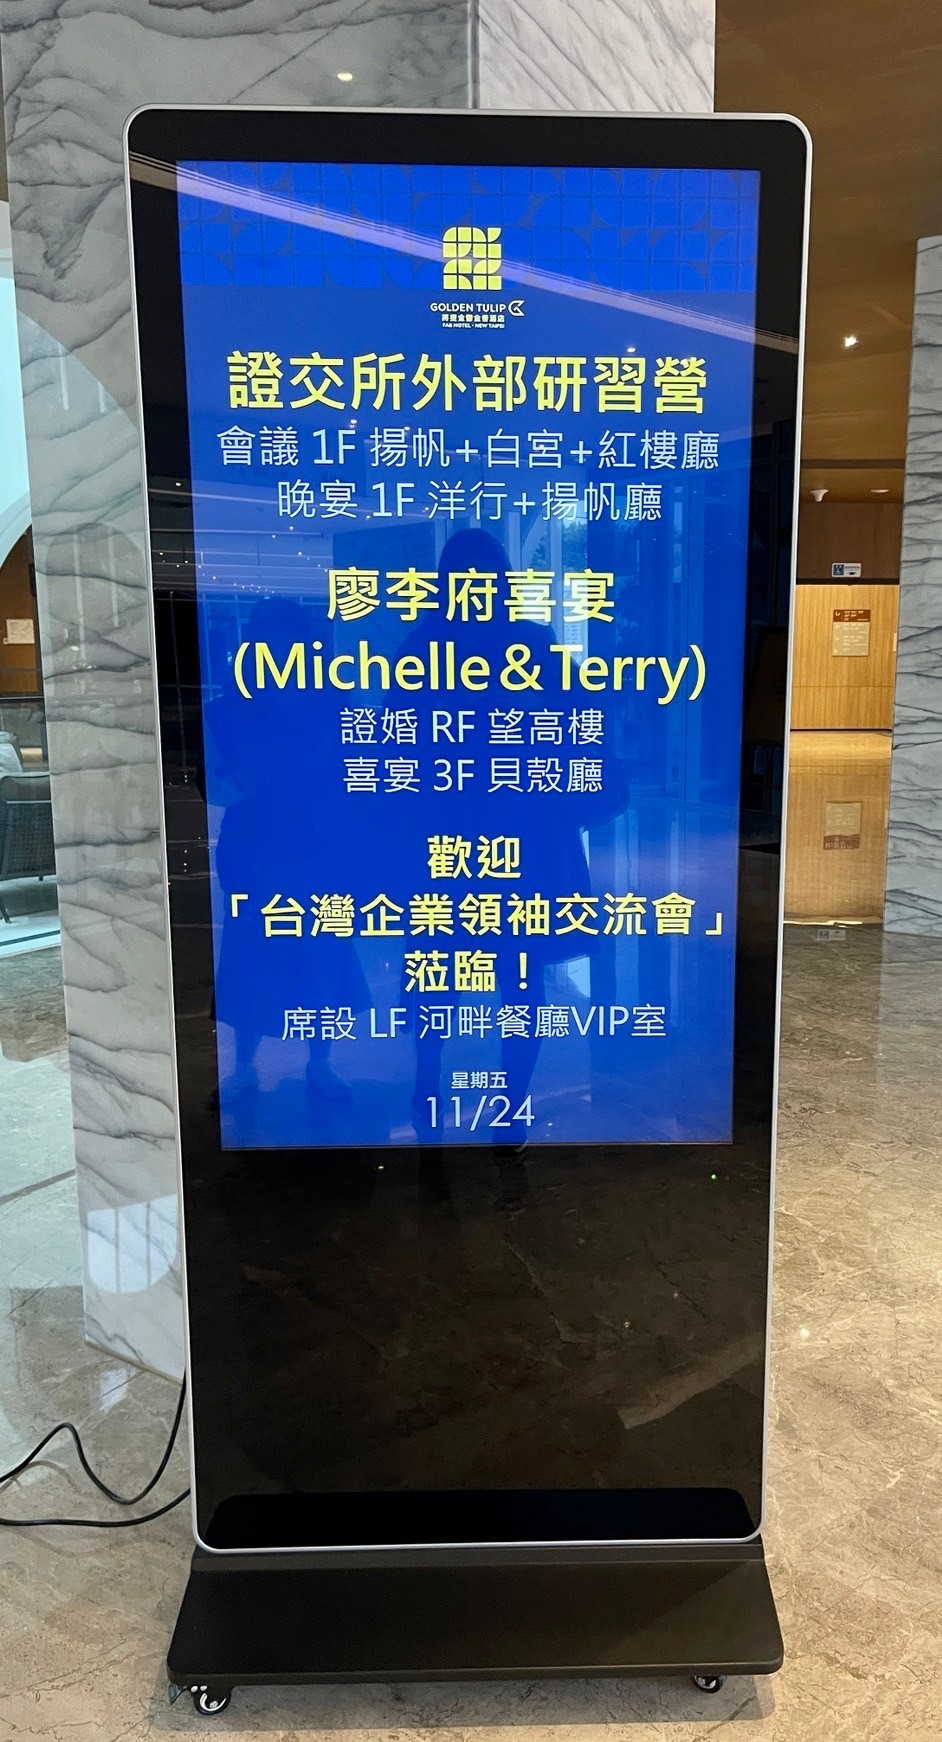 GOLDEN TULIP
FAB HOTEL · NEW TAIPEI
證交所外部研習營
會議 1F 揚帆+白宮+紅樓廳
晚宴 1F 洋行+揚帆廳
廖李府喜宴
(Michelle&Terry)
證婚 RF 望高樓
喜宴 3F 貝殼廳
歡迎
「台灣企業領袖交流會」
蒞臨！
席設 LF 河畔餐廳VIP室
星期五
11/24